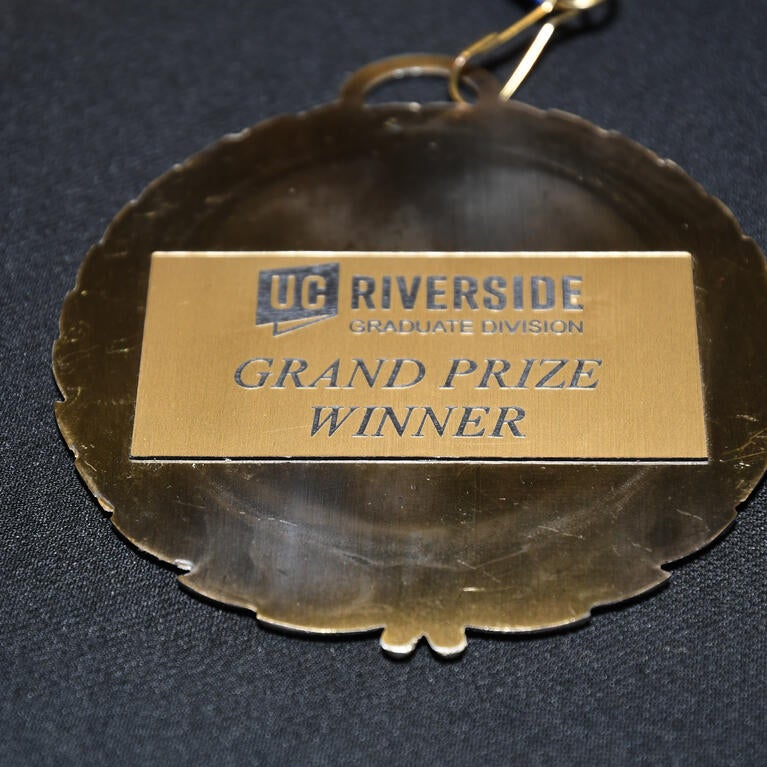 UC RIVERSIDE
GRADUATE DIVISION
GRAND PRIZE
WINNER